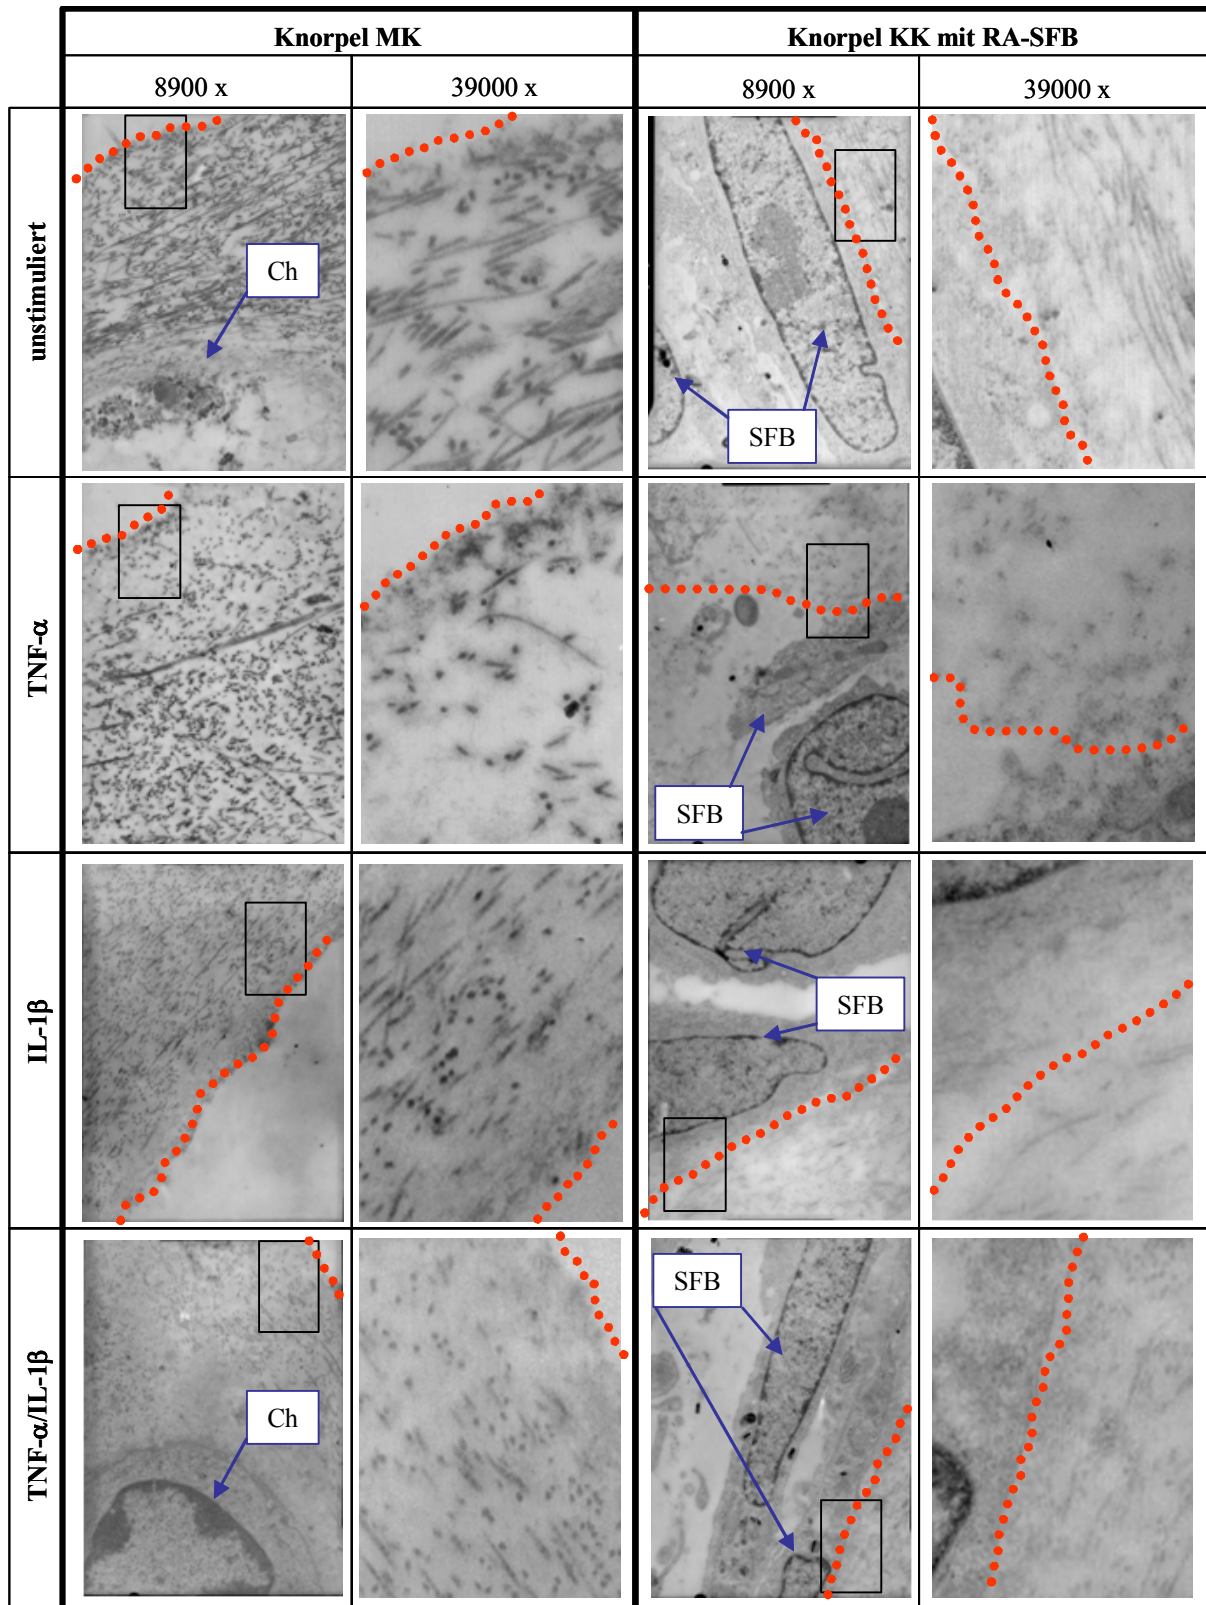 Knorpel MK
Knorpel KK mit RA-SFB
8900 x
39000 x
8900 x
39000 x
unstimuliert
Ch
SFB
TNF-α
SFB
IL-1β
SFB
TNF-α/IL-1β
Ch
SFB